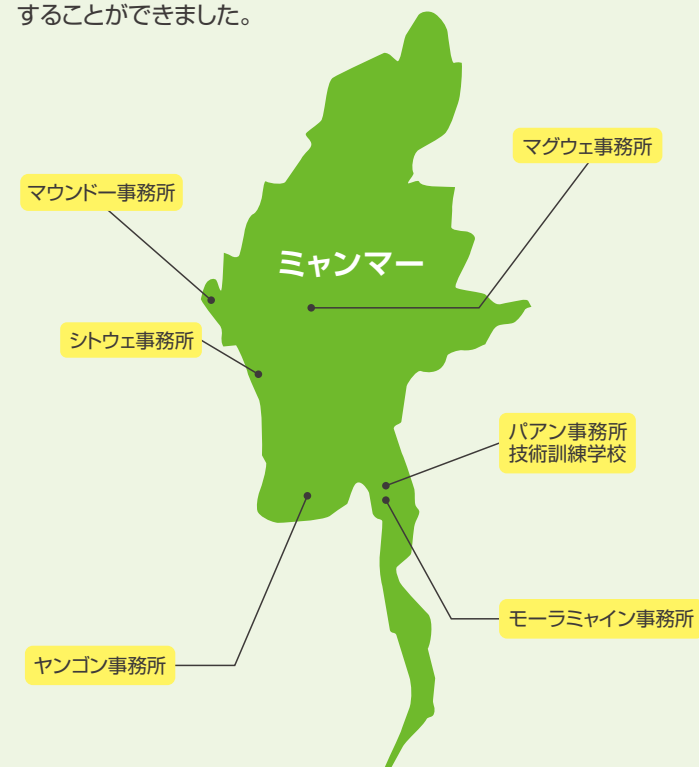 することができました。
マグウェ事務所
マウンドー事務所
ミャンマー
シトウェ事務所
パアン事務所
技術訓練学校
モーラミャイン事務所
ヤンゴン事務所